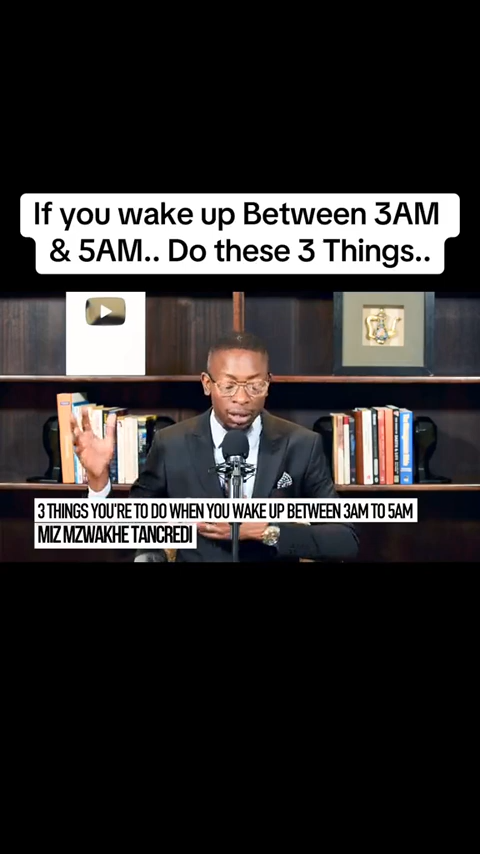 If you wake up Between 3AM
& 5AM.. Do these 3 Things..
3 THINGS YOU'RE TO DO WHEN YOU WAKE UP BETWEEN 3AM TO 5AM
MIZ MZWAKHE TANCREDI